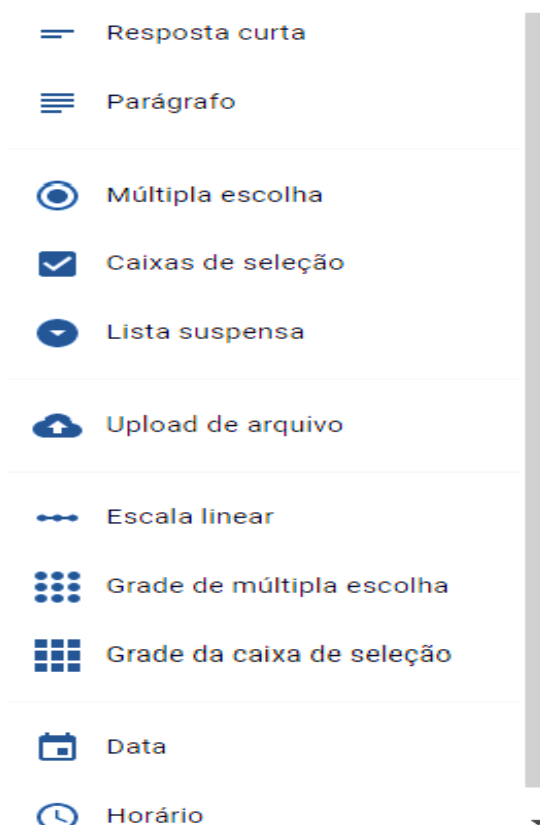 Resposta curta
Parágrafo
Múltipla escolha
Caixas de seleção
Lista suspensa
Upload de arquivo
Escala linear
Grade de múltipla escolha
Grade da caixa de seleção
Data
Horário